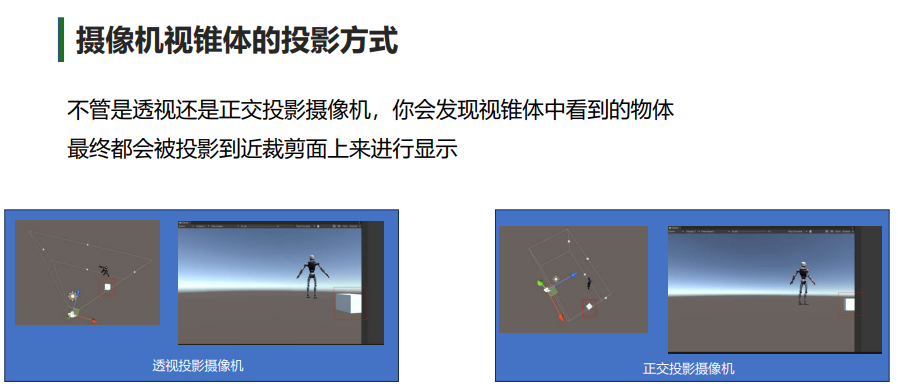 摄像机视锥体的投影方式
不管是透视还是正交投影摄像机，你会发现视锥体中看到的物体
最终都会被投影到近裁剪面上来进行显示
透视投影摄像机
正交投影摄像机